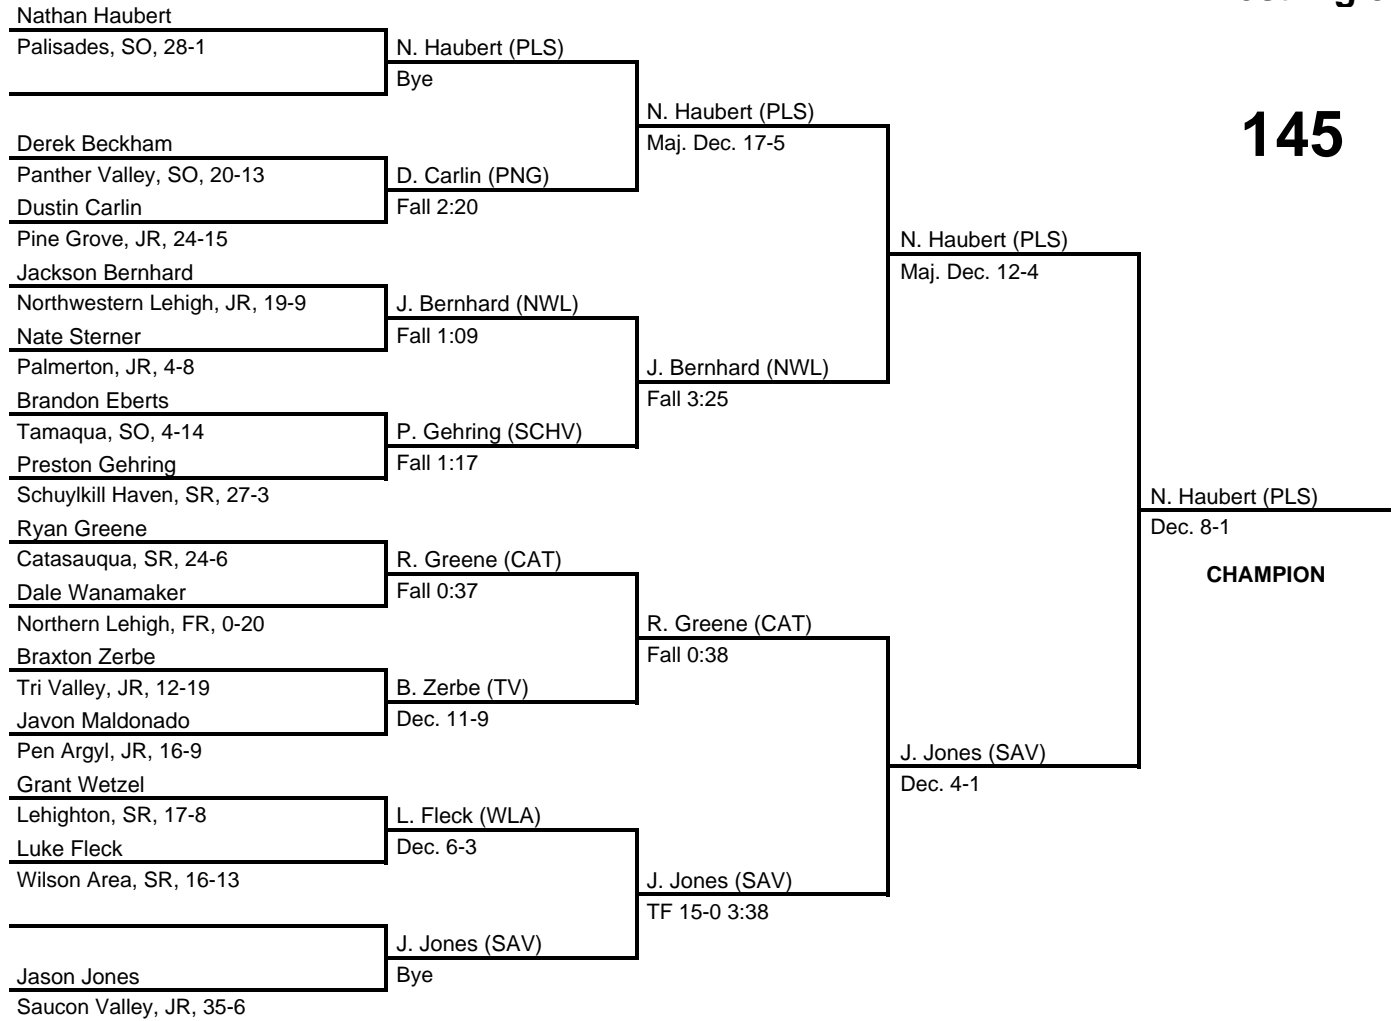 Nathan Haubert
Palisades, SO, 28-1
N. Haubert (PLS)
Bye
N. Haubert (PLS)
Maj. Dec. 17-5
145
Derek Beckham
Panther Valley, SO, 20-13
D. Carlin (PNG)
Dustin Carlin
Fall 2:20
Pine Grove, JR, 24-15
N. Haubert (PLS)
Jackson Bernhard
Maj. Dec. 12-4
Northwestern Lehigh, JR, 19-9
J. Bernhard (NWL)
Nate Sterner
Fall 1:09
Palmerton, JR, 4-8
J. Bernhard (NWL)
Brandon Eberts
Fall 3:25
Tamaqua, SO, 4-14
P. Gehring (SCHV)
Preston Gehring
Fall 1:17
Schuylkill Haven, SR, 27-3
N. Haubert (PLS)
Ryan Greene
Dec. 8-1
Catasauqua, SR, 24-6
R. Greene (CAT)
CHAMPION
Dale Wanamaker
Fall 0:37
Northern Lehigh, FR, 0-20
R. Greene (CAT)
Braxton Zerbe
Fall 0:38
Tri Valley, JR, 12-19
B. Zerbe (TV)
Javon Maldonado
Dec. 11-9
Pen Argyl, JR, 16-9
J. Jones (SAV)
Grant Wetzel
Dec. 4-1
Lehighton, SR, 17-8
L. Fleck (WLA)
Luke Fleck
Dec. 6-3
Wilson Area, SR, 16-13
J. Jones (SAV)
TF 15-0 3:38
J. Jones (SAV)
Jason Jones
Bye
Saucon Valley, JR, 35-6